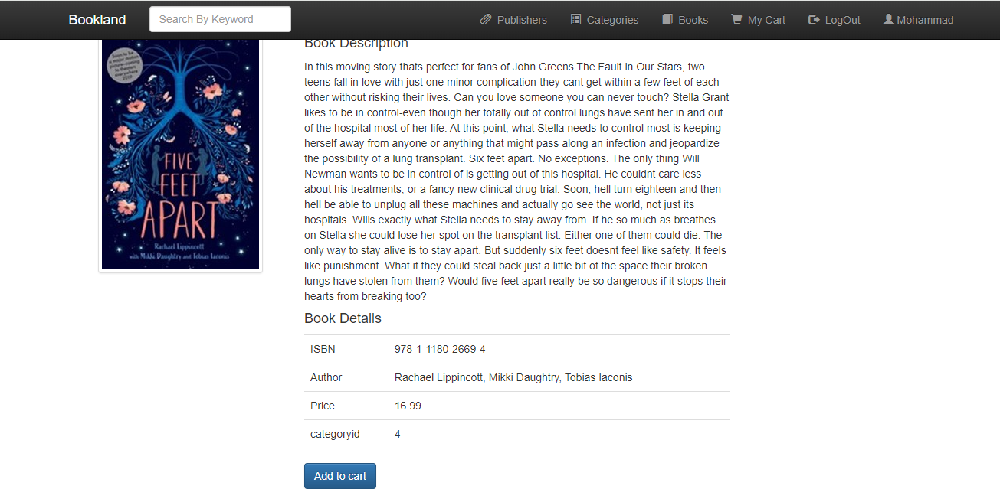 Bookland
Search By Keyword
Publishers
Categories
Books
My Cart
LogOut
Mohammad
Soon to be
a major motion
picture-coming
to theaters
everywhere
2019
FIVE
FEET
APART
Rachael Lippincott
with Mikki Daughtry and Tobias Iaconis
Book Description
In this moving story thats perfect for fans of John Greens The Fault in Our Stars, two
teens fall in love with just one minor complication-they cant get within a few feet of each
other without risking their lives. Can you love someone you can never touch? Stella Grant
likes to be in control-even though her totally out of control lungs have sent her in and out
of the hospital most of her life. At this point, what Stella needs to control most is keeping
herself away from anyone or anything that might pass along an infection and jeopardize
the possibility of a lung transplant. Six feet apart. No exceptions. The only thing Will
Newman wants to be in control of is getting out of this hospital. He couldnt care less
about his treatments, or a fancy new clinical drug trial. Soon, hell turn eighteen and then
hell be able to unplug all these machines and actually go see the world, not just its
hospitals. Wills exactly what Stella needs to stay away from. If he so much as breathes
on Stella she could lose her spot on the transplant list. Either one of them could die. The
only way to stay alive is to stay apart. But suddenly six feet doesnt feel like safety. It feels
like punishment. What if they could steal back just a little bit of the space their broken
lungs have stolen from them? Would five feet apart really be so dangerous if it stops their
hearts from breaking too?
Book Details
ISBN 978-1-1180-2669-4
Author Rachael Lippincott, Mikki Daughtry, Tobias Iaconis
Price 16.99
categoryid 4
Add to cart